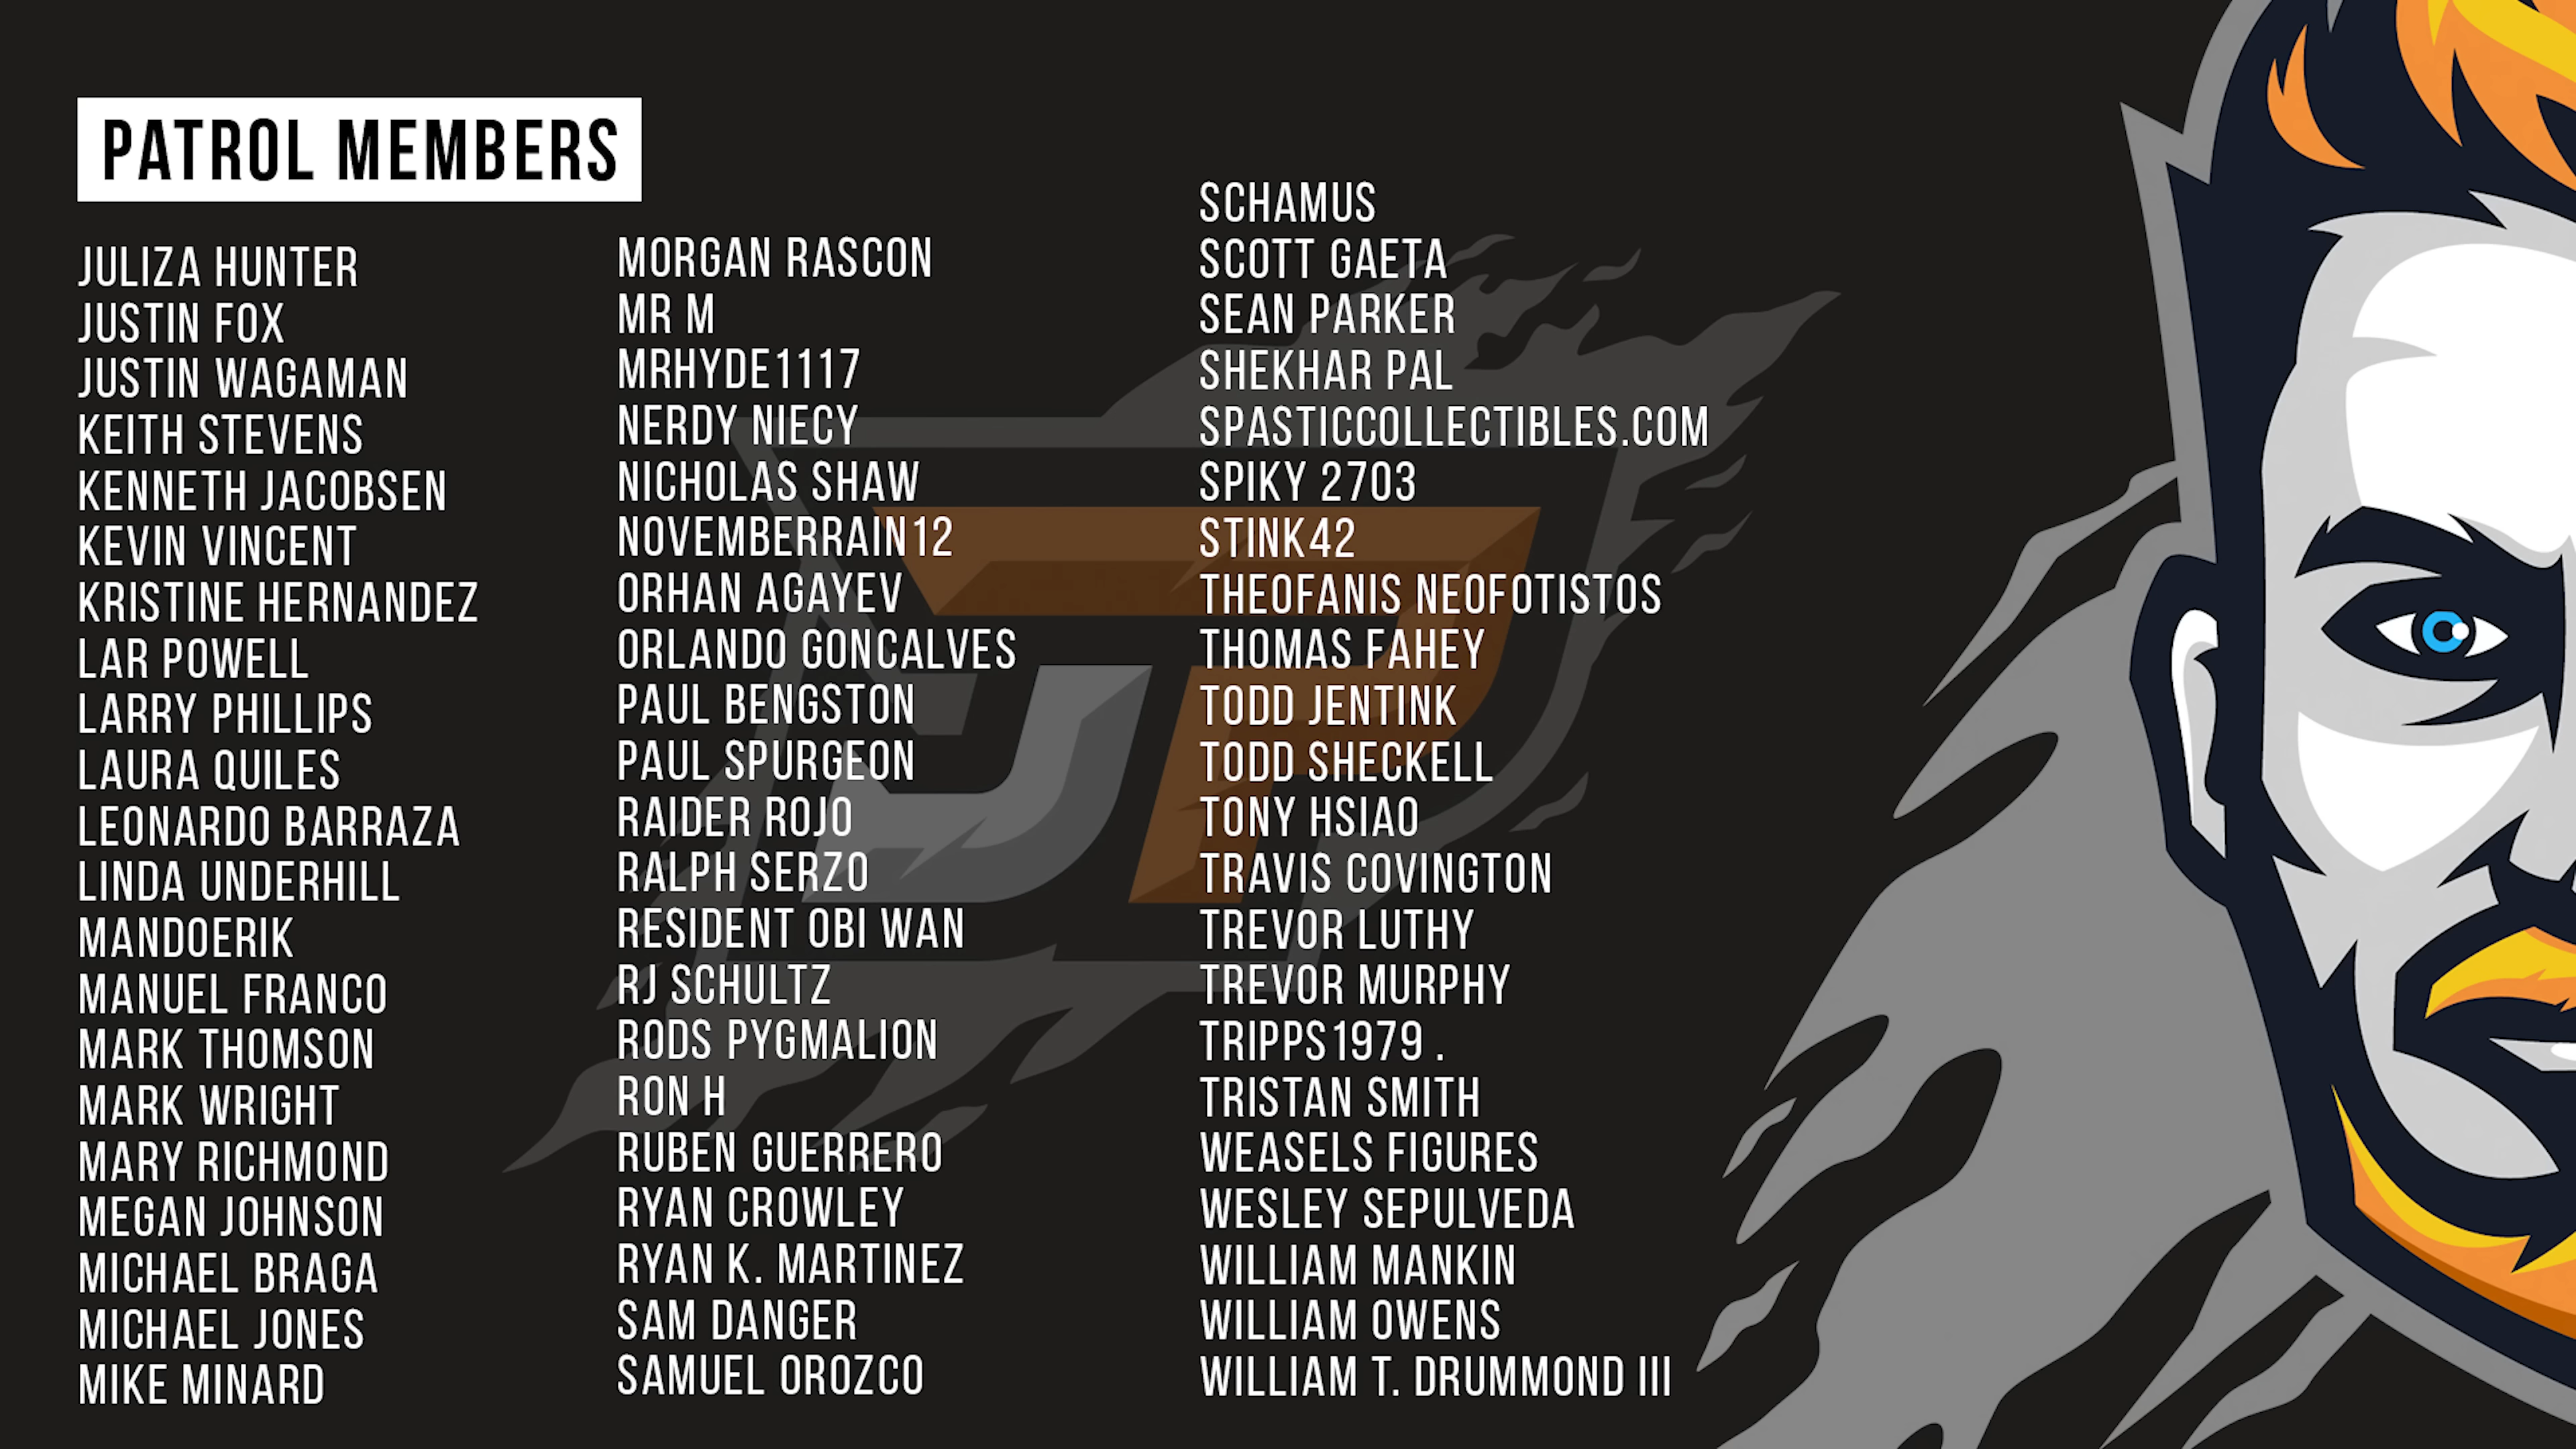 PATROL MEMBERS
JULIZA HUNTER
JUSTIN FOX
JUSTIN WAGAMAN
KEITH STEVENS
KENNETH JACOBSEN
KEVIN VINCENT
KRISTINE HERNANDEZ
LAR POWELL
LARRY PHILLIPS
LAURA QUILES
LEONARDO BARRAZA
LINDA UNDERHILL
MANDOERIK
MANUEL FRANCO
MARK THOMSON
MARK WRIGHT
MARY RICHMOND
MEGAN JOHNSON
MICHAEL BRAGA
MICHAEL JONES
MIKE MINARD
MORGAN RASCON
MR M
MRHYDE1117
NERDY NIECY
NICHOLAS SHAW
NOVEMBERRAIN12
ORHAN AGAYEV
ORLANDO GONCALVES
PAUL BENGSTON
PAUL SPURGEON
RAIDER ROJO
RALPH SERZO
RESIDENT OBI WAN
RJ SCHULTZ
RODS PYGMALION
RON H
RUBEN GUERRERO
RYAN CROWLEY
RYAN K. MARTINEZ
SAM DANGER
SAMUEL OROZCO
SCHAMUS
SCOTT GAETA
SEAN PARKER
SHEKHAR PAL
SPASTICCOLLECTIBLES.COM
SPIKY 2703
STINK42
THEOFANIS NEOFOTISTOS
THOMAS FAHEY
TODD JENTINK
TODD SHECKELL
TONY HSIAO
TRAVIS COVINGTON
TREVOR LUTHY
TREVOR MURPHY
TRIPPS1979 .
TRISTAN SMITH
WEASELS FIGURES
WESLEY SEPULVEDA
WILLIAM MANKIN
WILLIAM OWENS
WILLIAM T. DRUMMOND III
JP